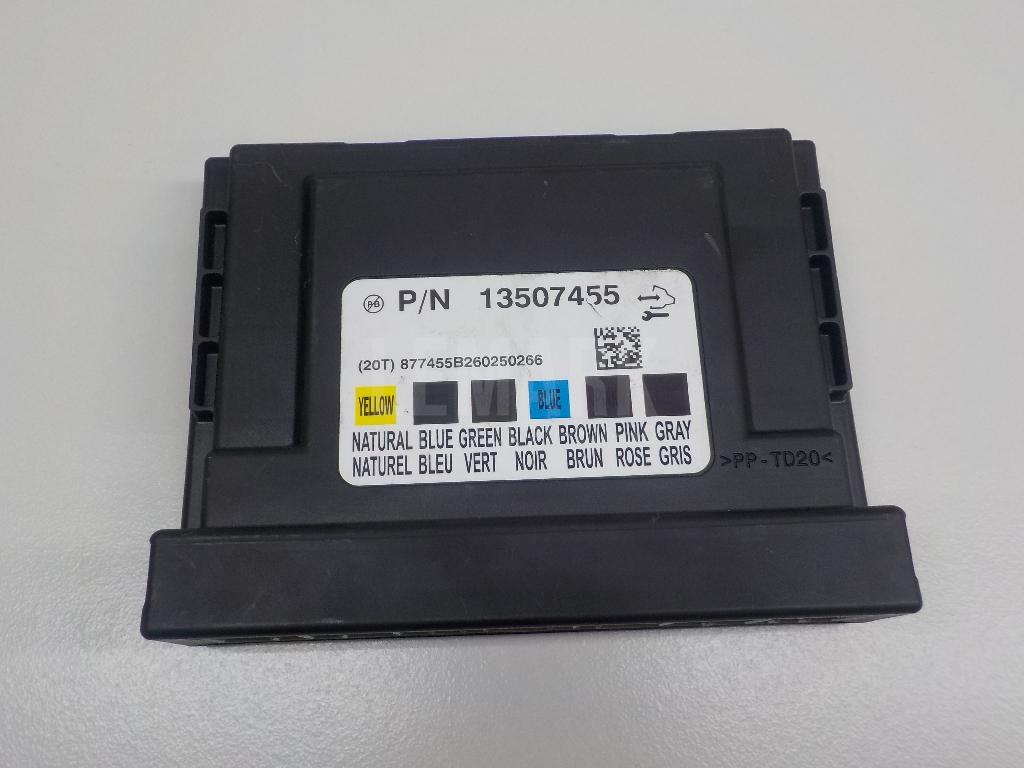 P/N 13507455
(20T) 877455B260250266
LEMARK
YELLOW BLUE
NATURAL BLUE GREEN BLACK BROWN PINK GRAY
NATUREL BLEU VERT NOIR BRUN ROSE GRIS
>PP-TD20<